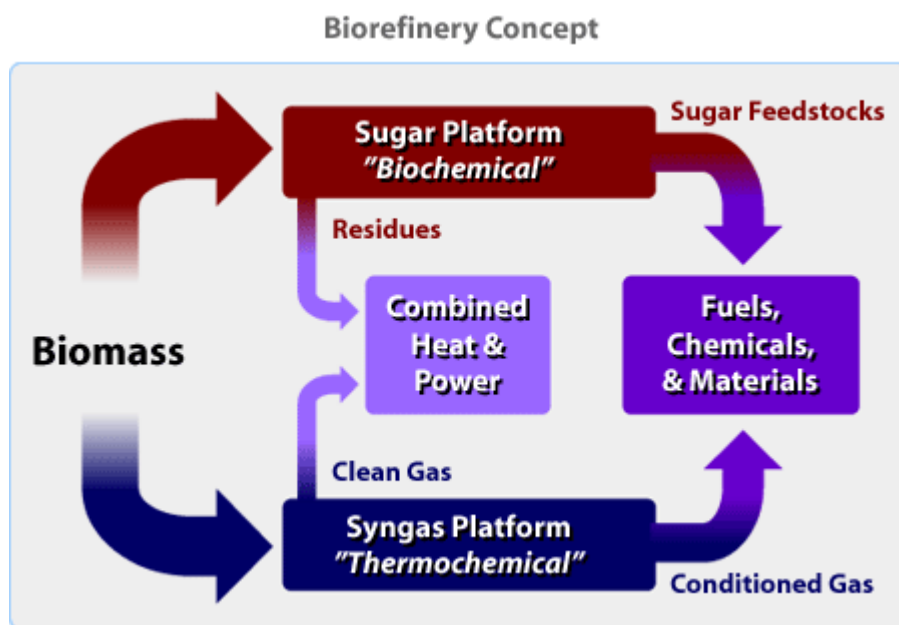 Biorefinery Concept
Sugar Platform
"Biochemical"
Sugar Feedstocks
Residues
Combined
Heat &
Power
Fuels,
Chemicals,
& Materials
Biomass
Clean Gas
Syngas Platform
"Thermochemical"
Conditioned Gas